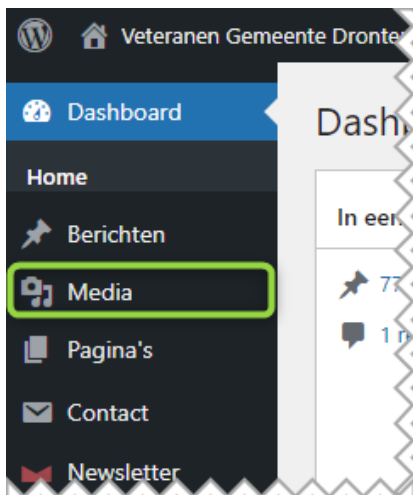 Veteranen Gemeente Dronten
Dashboard
Home
Berichten
Media
Pagina's
Contact
Newsletter
Dash
In een
77
1 r